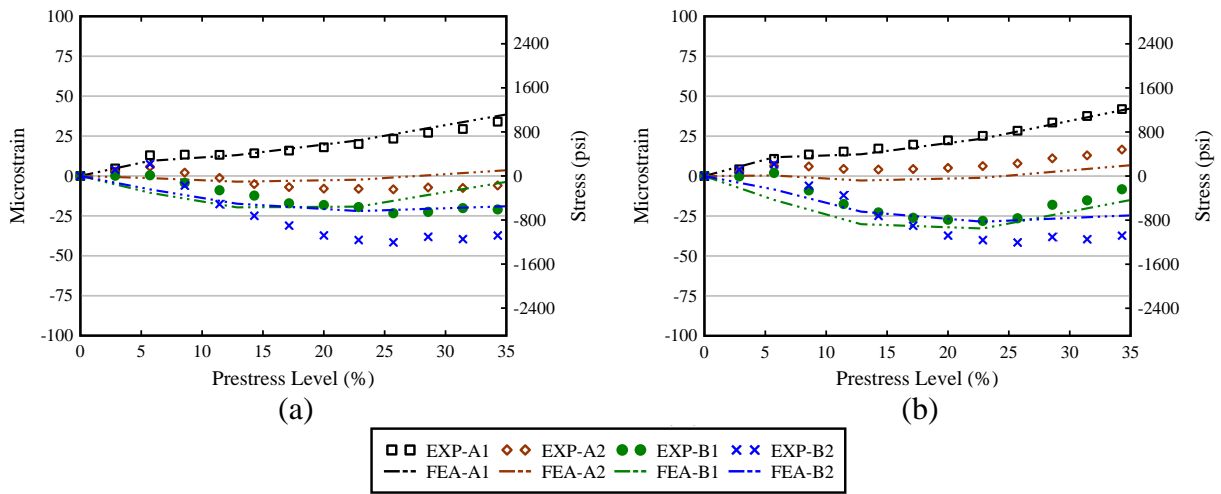 100
75
50
25
0
-25
-50
-75
-100
Microstrain
2400
1600
800
0
-800
-1600
-2400
Stress (psi)
0 5 10 15 20 25 30 35
Prestress Level (%)
(a)
100
75
50
25
0
-25
-50
-75
-100
Microstrain
2400
1600
800
0
-800
-1600
-2400
Stress (psi)
0 5 10 15 20 25 30 35
Prestress Level (%)
(b)
EXP-A1 EXP-A2 EXP-B1 EXP-B2
FEA-A1 FEA-A2 FEA-B1 FEA-B2